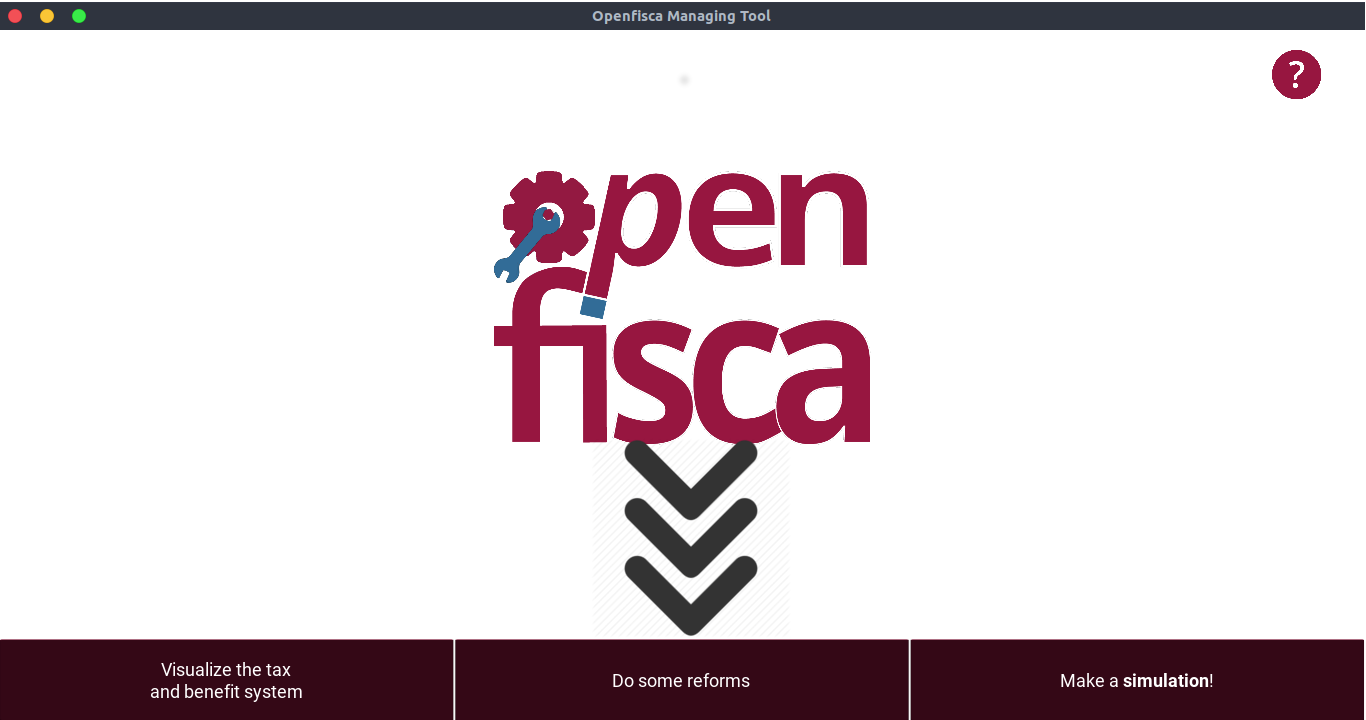 Openfisca Managing Tool
?
open
fisca
Visualize the tax
and benefit system
Do some reforms
Make a simulation!